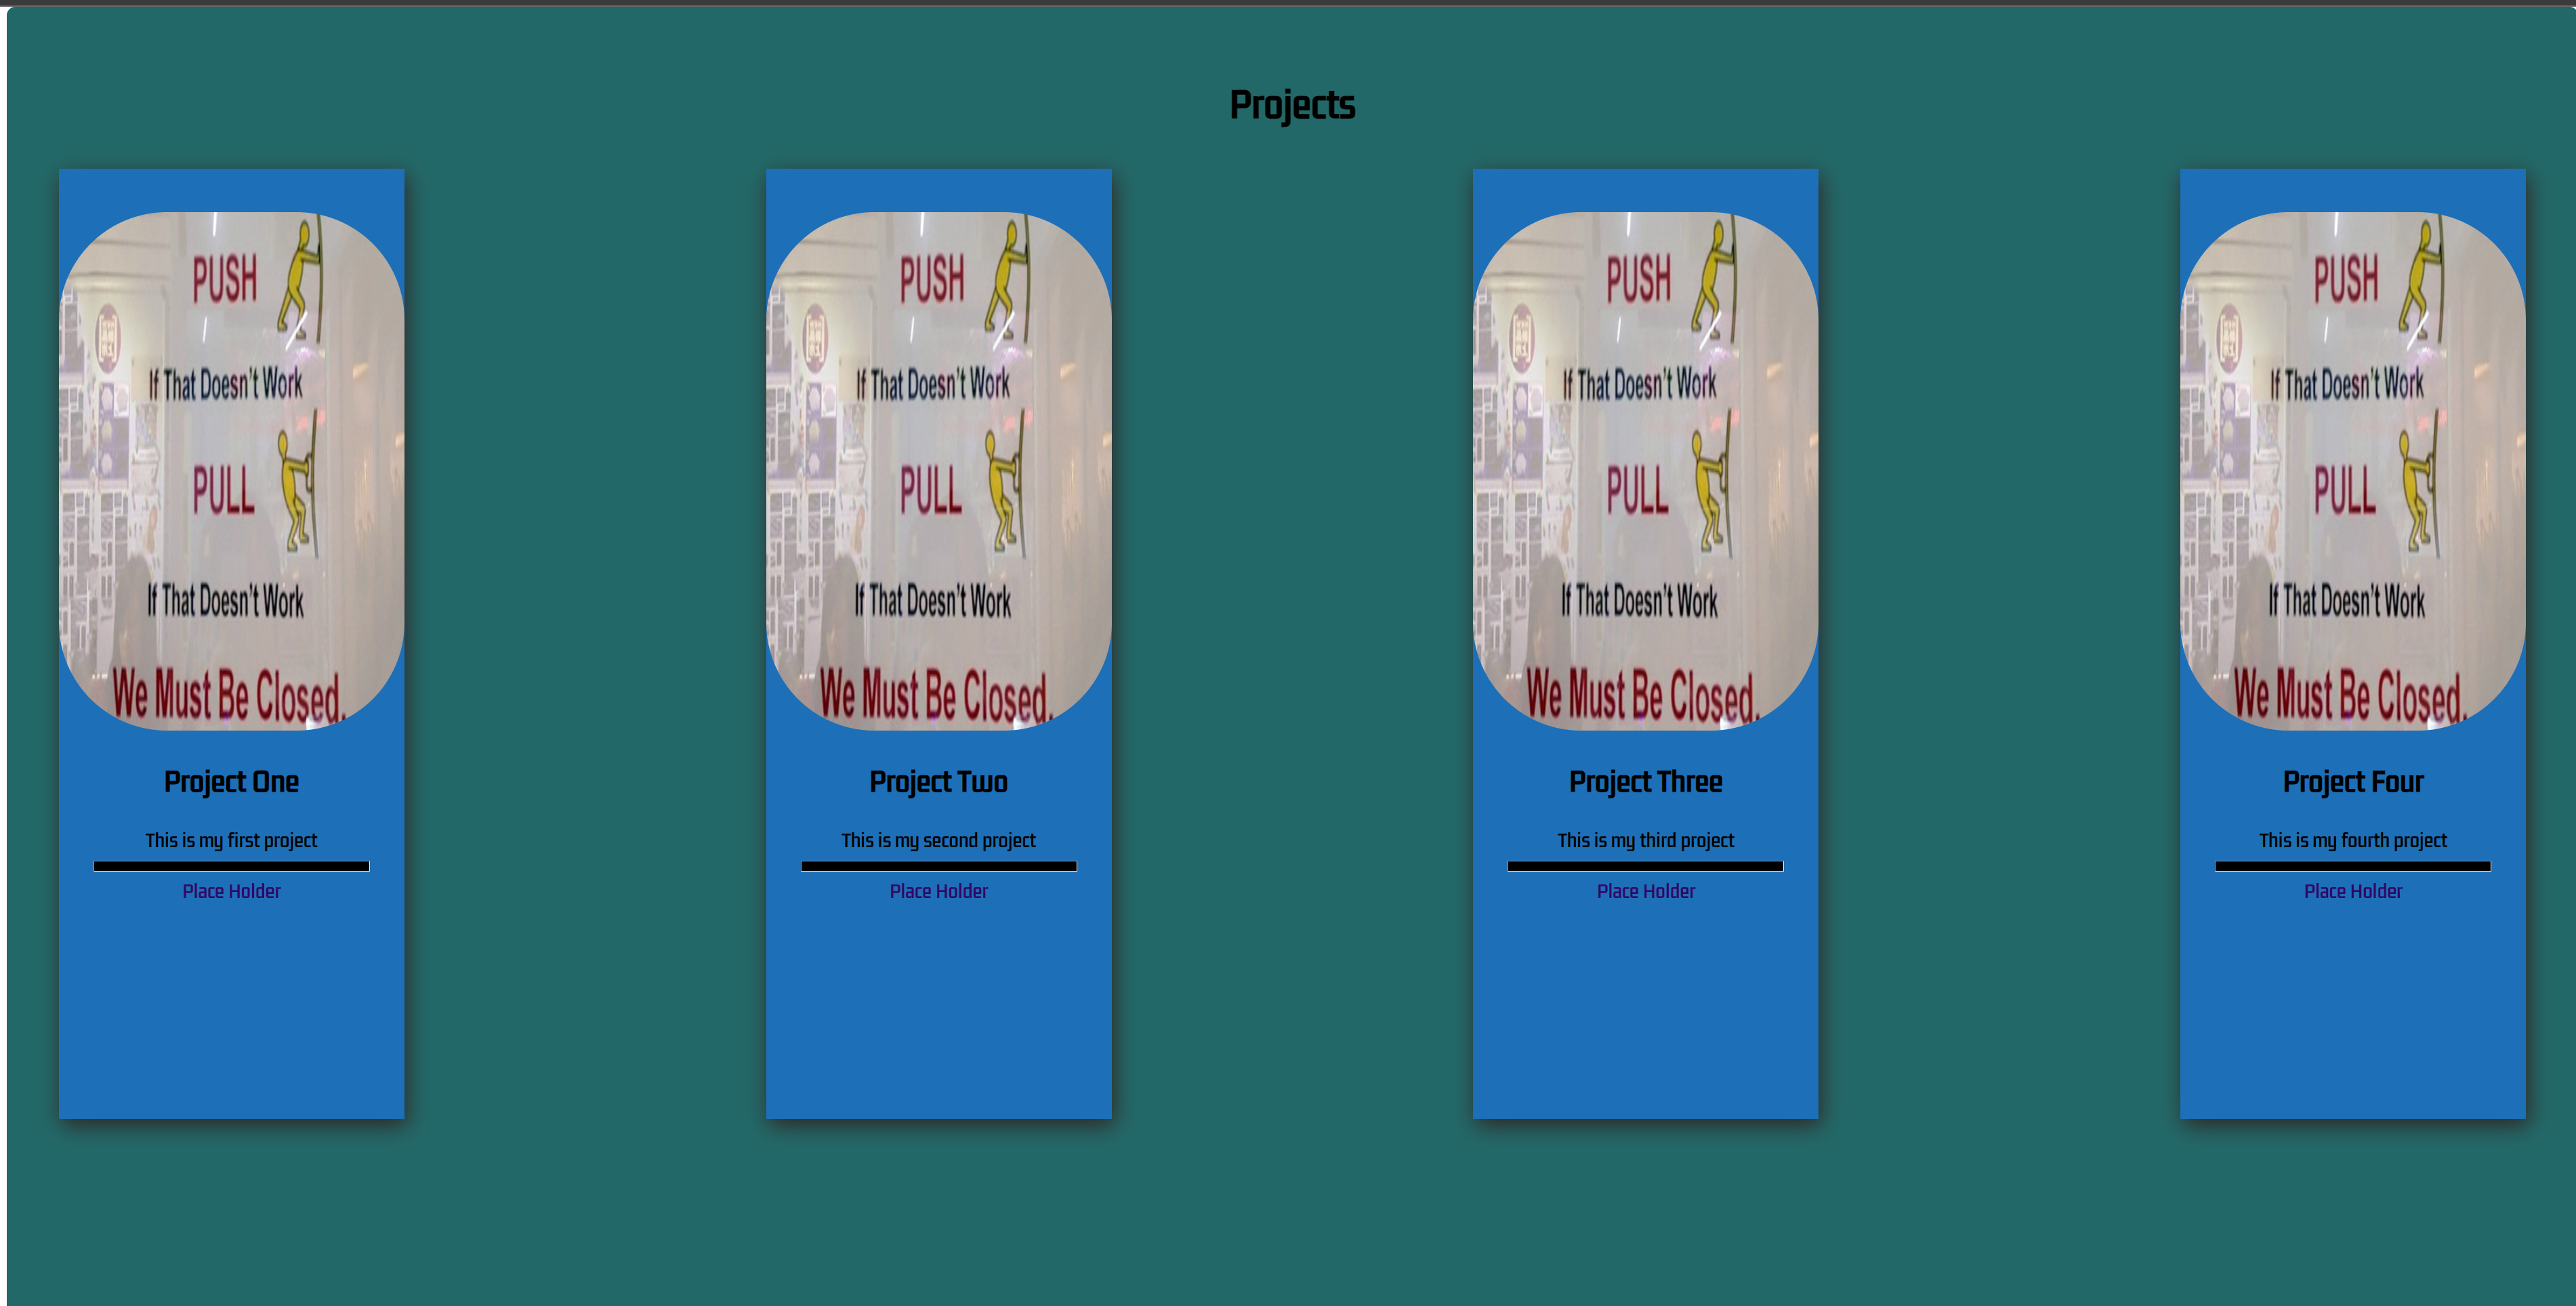 Projects
PUSH
If That Doesn't Work
PULL
If That Doesn't Work
We Must Be Closed.
Project One
This is my first project
Place Holder
PUSH
If That Doesn't Work
PULL
If That Doesn't Work
We Must Be Closed.
Project Two
This is my second project
Place Holder
PUSH
If That Doesn't Work
PULL
If That Doesn't Work
We Must Be Closed.
Project Three
This is my third project
Place Holder
PUSH
If That Doesn't Work
PULL
If That Doesn't Work
We Must Be Closed.
Project Four
This is my fourth project
Place Holder